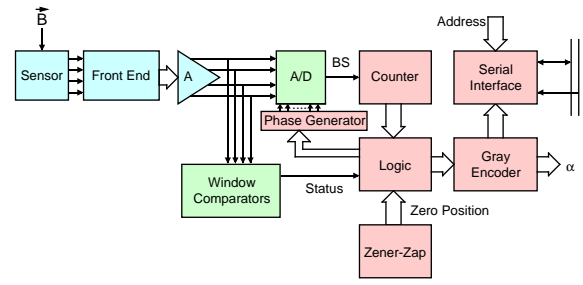 B
Address
Sensor
Front End
A
A/D
BS
Counter
Serial
Interface
Phase Generator
Logic
Gray
Encoder
α
Window
Comparators
Status
Zero Position
Zener-Zap